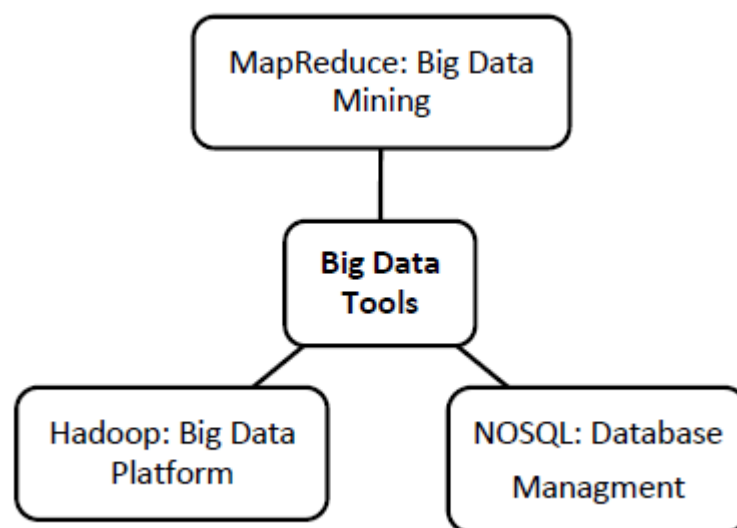 MapReduce: Big Data
Mining
Big Data
Tools
Hadoop: Big Data
Platform
NOSQL: Database
Managment